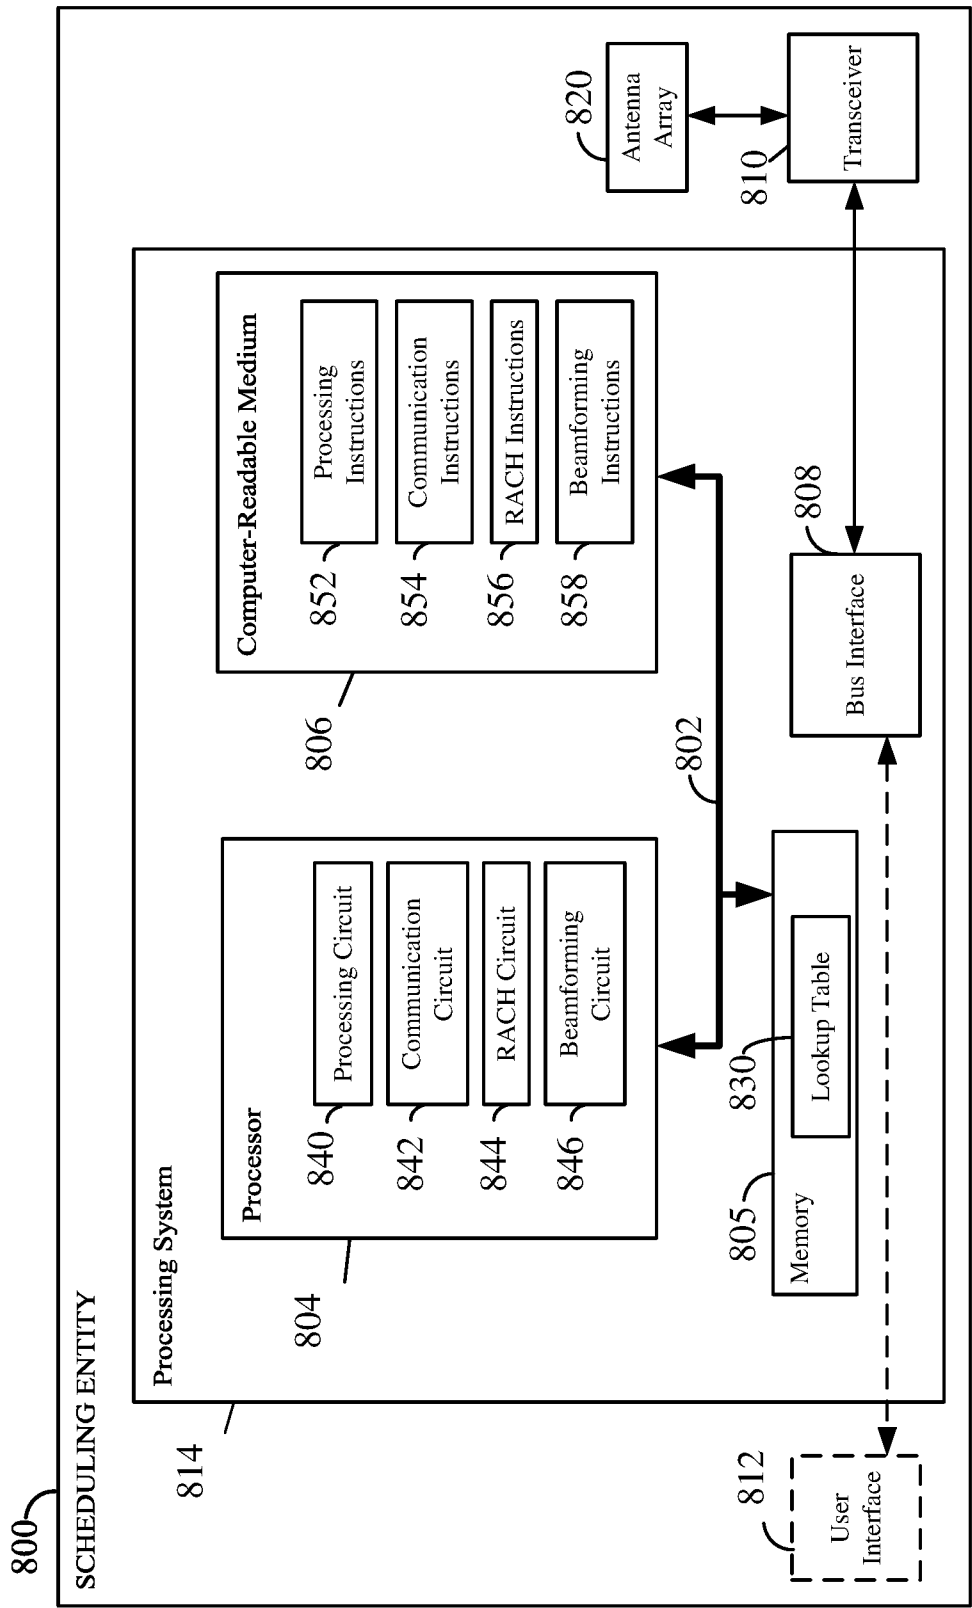 800
SCHEDULING ENTITY
814
Processing System
804
Processor
840
Processing Circuit
842
Communication
Circuit
844
RACH Circuit
846
Beamforming
Circuit
806
Computer-Readable Medium
852
Processing
Instructions
854
Communication
Instructions
856
RACH Instructions
858
Beamforming
Instructions
802
805
Memory
830
Lookup Table
808
Bus Interface
812
User
Interface
820
Antenna
Array
810
Transceiver